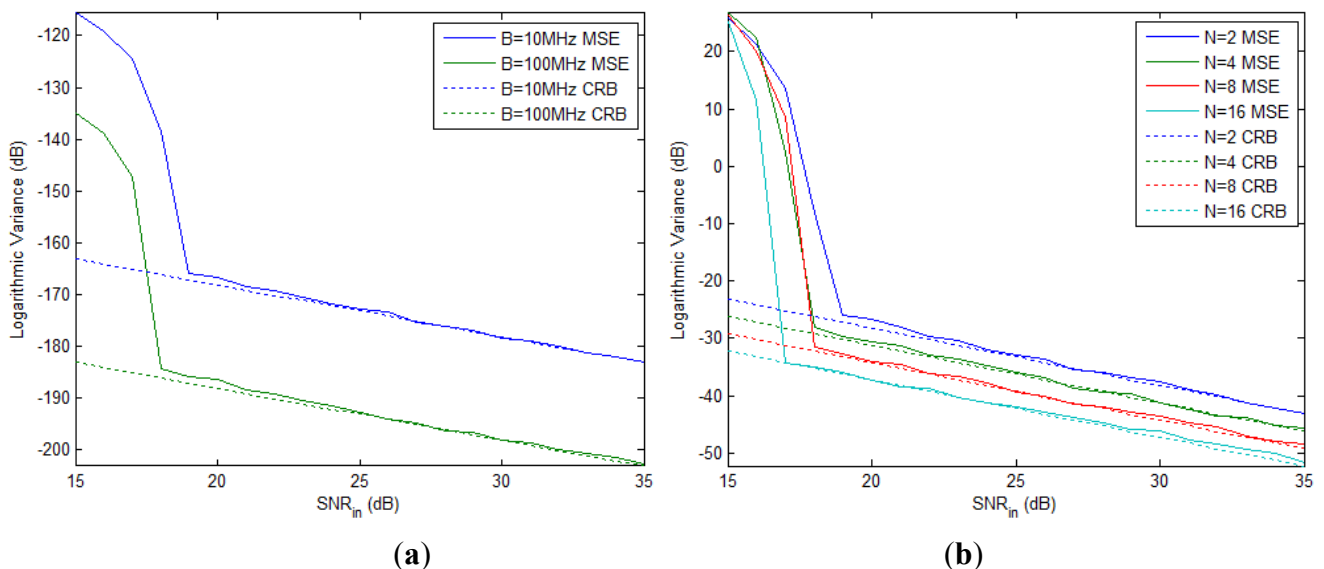 -120
-130
-140
-150
-160
-170
-180
-190
-200
15
20
25
30
35
Logarithmic Variance (dB)
SNRin (dB)
B=10MHz MSE
B=100MHz MSE
B=10MHz CRB
B=100MHz CRB
(a)
20
10
0
-10
-20
-30
-40
-50
15
20
25
30
35
Logarithmic Variance (dB)
SNRin (dB)
N=2 MSE
N=4 MSE
N=8 MSE
N=16 MSE
N=2 CRB
N=4 CRB
N=8 CRB
N=16 CRB
(b)